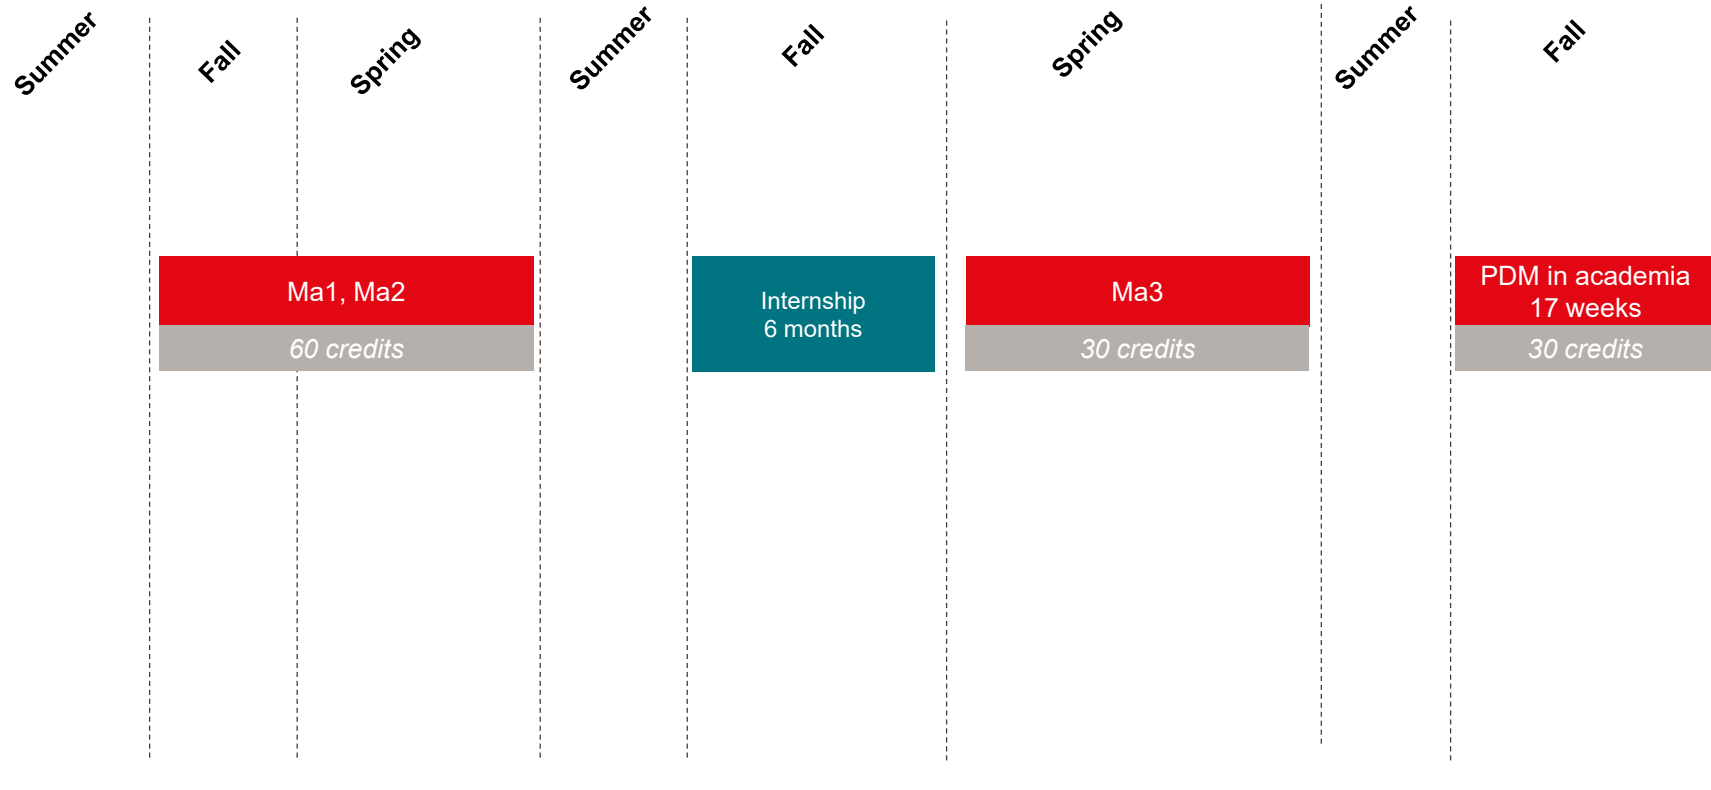 Summer
Fall
Spring
Summer
Fall
Spring
Summer
Fall
Ma1, Ma2
60 credits
Internship
6 months
Ma3
30 credits
PDM in academia
17 weeks
30 credits